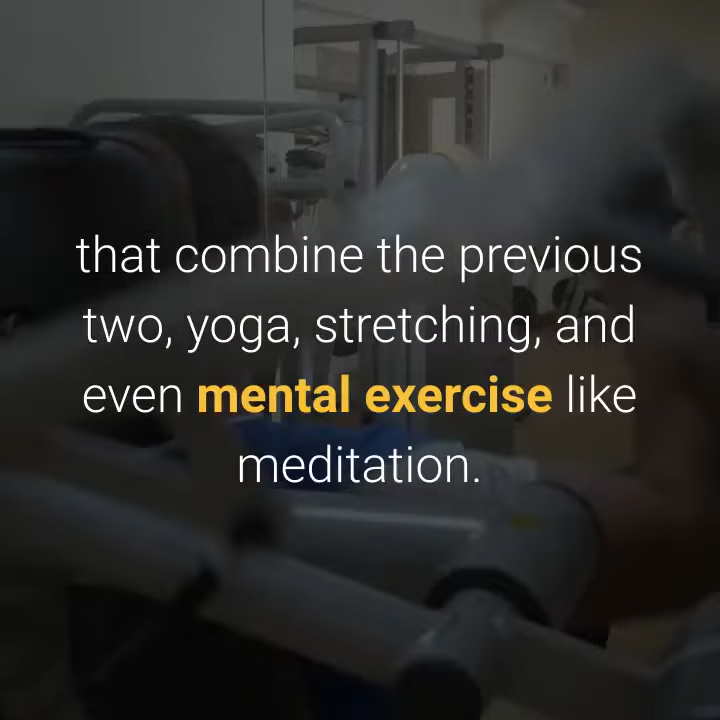 that combine the previous
two, yoga, stretching, and
even mental exercise like
meditation.